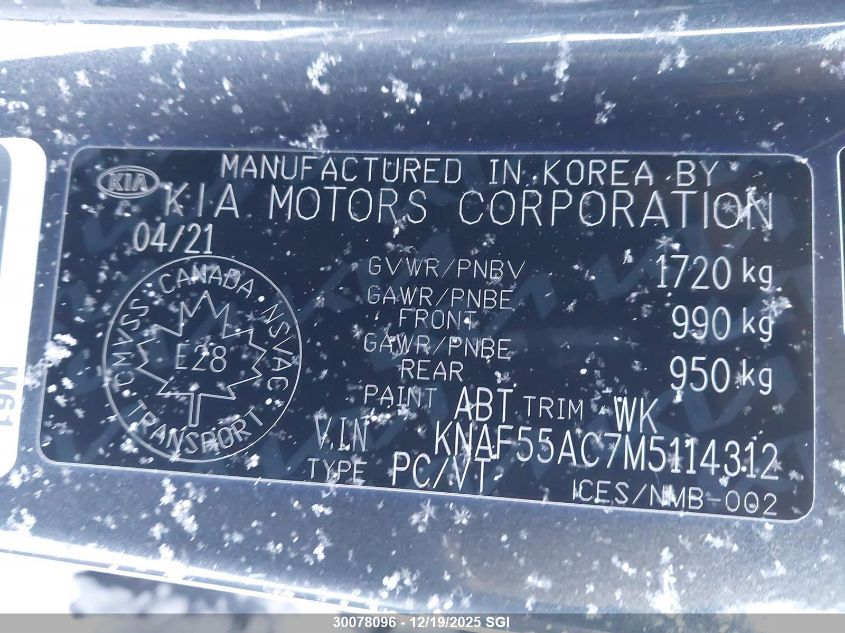 MANUFACTURED IN KOREA BY
KIA KIA MOTORS CORPORATION
04/21
GVWR/PNBV 1720 kg
GAWR/PNBE
FRONT 990 kg
GAWR/PNBE
REAR 950 kg
PAINT ABT TRIM WK
VIN KNAF55AC7M5114312
TYPE PC/VT
ICES/NMB-002
CMVSS CANADA NSVAC
E28
TRANSPORT
M61
30078096 - 12/19/2025 SGI